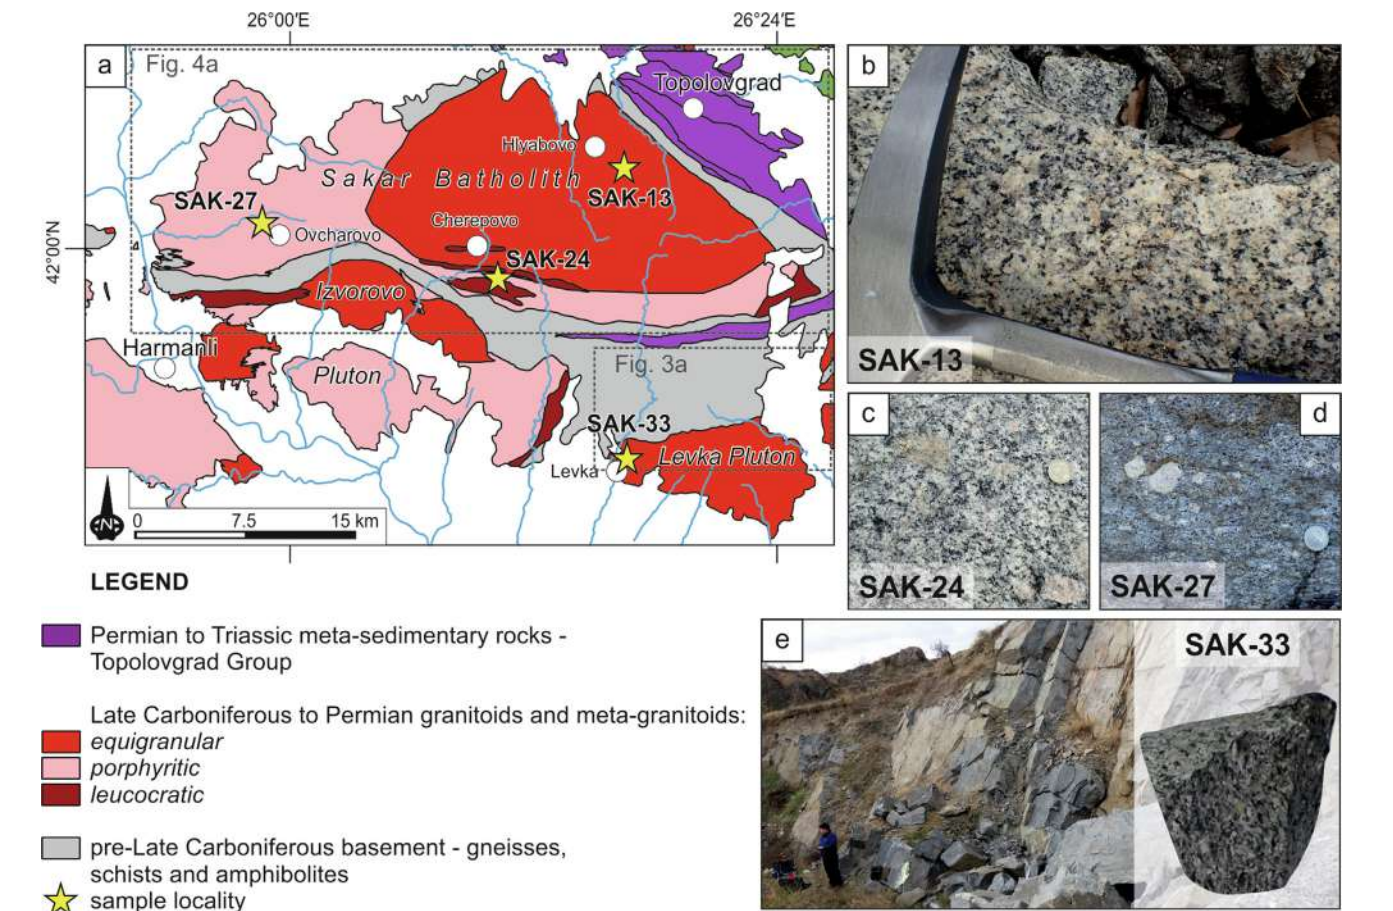 26°00′E
26°24′E
a
Fig. 4a
Topolovgrad
Hlyabovo
Sakar Batholith
SAK-13
SAK-27
Cherepovo
Ovcharovo
SAK-24
42°00′N
Izvorovo
Harmanli
Pluton
Fig. 3a
SAK-33
Levka
Levka Pluton
N
0 7.5 15 km
b
SAK-13
c
SAK-24
d
SAK-27
e
SAK-33
LEGEND
Permian to Triassic meta-sedimentary rocks -
Topolovgrad Group
Late Carboniferous to Permian granitoids and meta-granitoids:
equigranular
porphyritic
leucocratic
pre-Late Carboniferous basement - gneisses,
schists and amphibolites
sample locality